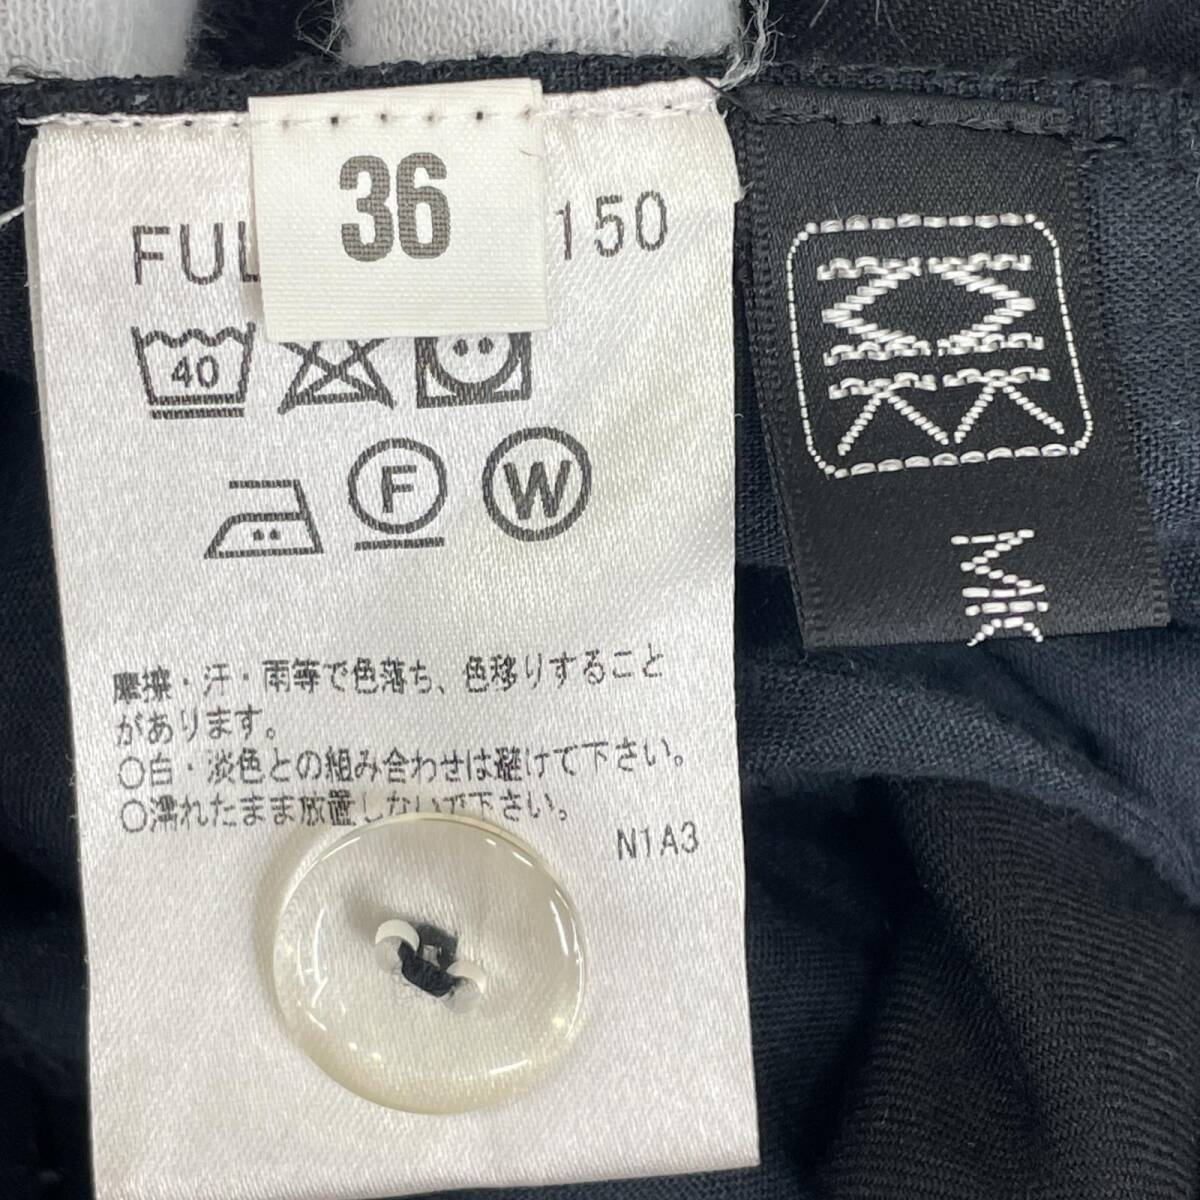 36
FUL 150
40
F W
摩擦・汗・雨等で色落ち、色移りすること
があります。
○白・淡色との組み合わせは避けて下さい。
○濡れたまま放置しないで下さい。
N1A3